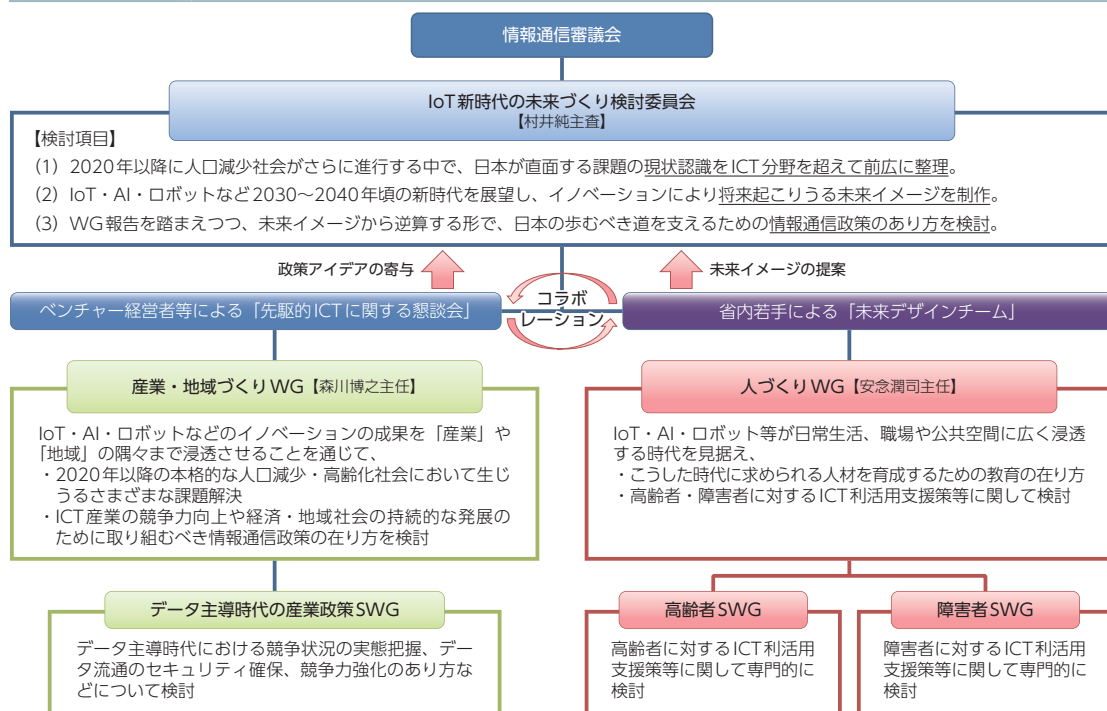 情報通信審議会
IoT新時代の未来づくり検討委員会
【村井純主査】
【検討項目】
（1）2020年以降に人口減少社会がさらに進行する中で、日本が直面する課題の現状認識をICT分野を超えて前広に整理。
（2）IoT・AI・ロボットなど2030～2040年頃の新時代を展望し、イノベーションにより将来起こりうる未来イメージを制作。
（3）WG報告を踏まえつつ、未来イメージから逆算する形で、日本の歩むべき道を支えるための情報通信政策のあり方を検討。
政策アイデアの寄与
未来イメージの提案
コラボ
レーション
ベンチャー経営者等による「先駆的ICTに関する懇談会」
省内若手による「未来デザインチーム」
産業・地域づくりWG【森川博之主任】
IoT・AI・ロボットなどのイノベーションの成果を「産業」や
「地域」の隅々まで浸透させることを通じて、
・2020年以降の本格的な人口減少・高齢化社会において生じ
うるさまざまな課題解決
・ICT産業の競争力向上や経済・地域社会の持続的な発展の
ために取り組むべき情報通信政策の在り方を検討
人づくりWG【安念潤司主任】
IoT・AI・ロボット等が日常生活、職場や公共空間に広く浸透
する時代を見据え、
・こうした時代に求められる人材を育成するための教育の在り方
・高齢者・障害者に対するICT利活用支援策等に関して検討
データ主導時代の産業政策SWG
データ主導時代における競争状況の実態把握、デー
タ流通のセキュリティ確保、競争力強化のあり方な
どについて検討
高齢者SWG
高齢者に対するICT利活用
支援策等に関して専門的に
検討
障害者SWG
障害者に対するICT利活用
支援策等に関して専門的に
検討